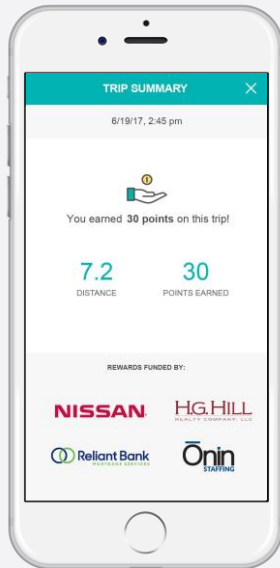 TRIP SUMMARY
6/19/17, 2:45 pm
You earned 30 points on this trip!
7.2 30
DISTANCE POINTS EARNED
REWARDS FUNDED BY:
NISSAN H.G. HILL
REALTY COMPANY, LLC
Reliant Bank Ōnin
MORTGAGE SERVICES STAFFING